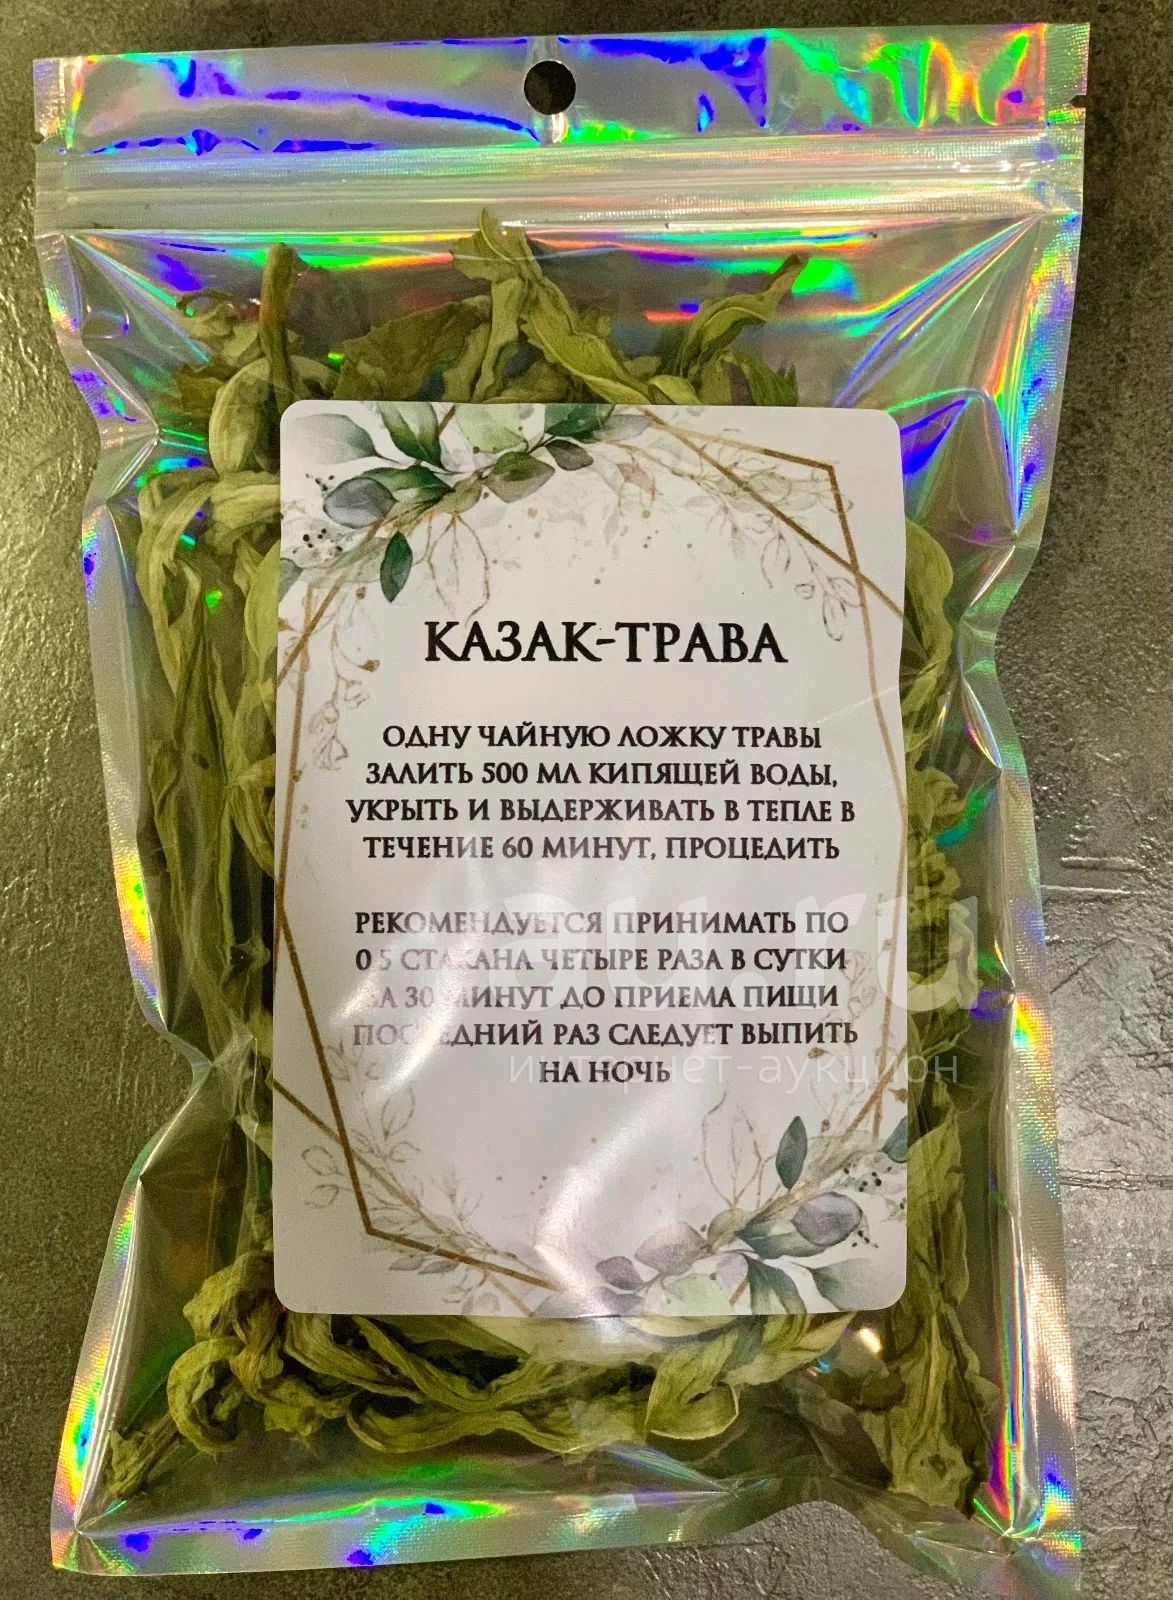 КАЗАК-ТРАВА
ОДНУ ЧАЙНУЮ ЛОЖКУ ТРАВЫ
ЗАЛИТЬ 500 МЛ КИПЯЩЕЙ ВОДЫ,
УКРЫТЬ И ВЫДЕРЖИВАТЬ В ТЕПЛЕ В
ТЕЧЕНИЕ 60 МИНУТ, ПРОЦЕДИТЬ
РЕКОМЕНДУЕТСЯ ПРИНИМАТЬ ПО
0,5 СТАКАНА ЧЕТЫРЕ РАЗА В СУТКИ
ЗА 30 МИНУТ ДО ПРИЕМА ПИЩИ
ПОСЛЕДНИЙ РАЗ СЛЕДУЕТ ВЫПИТЬ
НА НОЧЬ
au.ru
интернет-аукцион